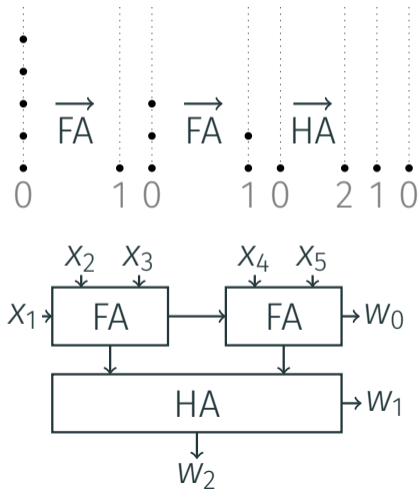 FA FA HA
0 1 0 1 0 2 1 0
x₂ x₃ x₄ x₅
x₁ FA FA w₀
HA w₁
w₂